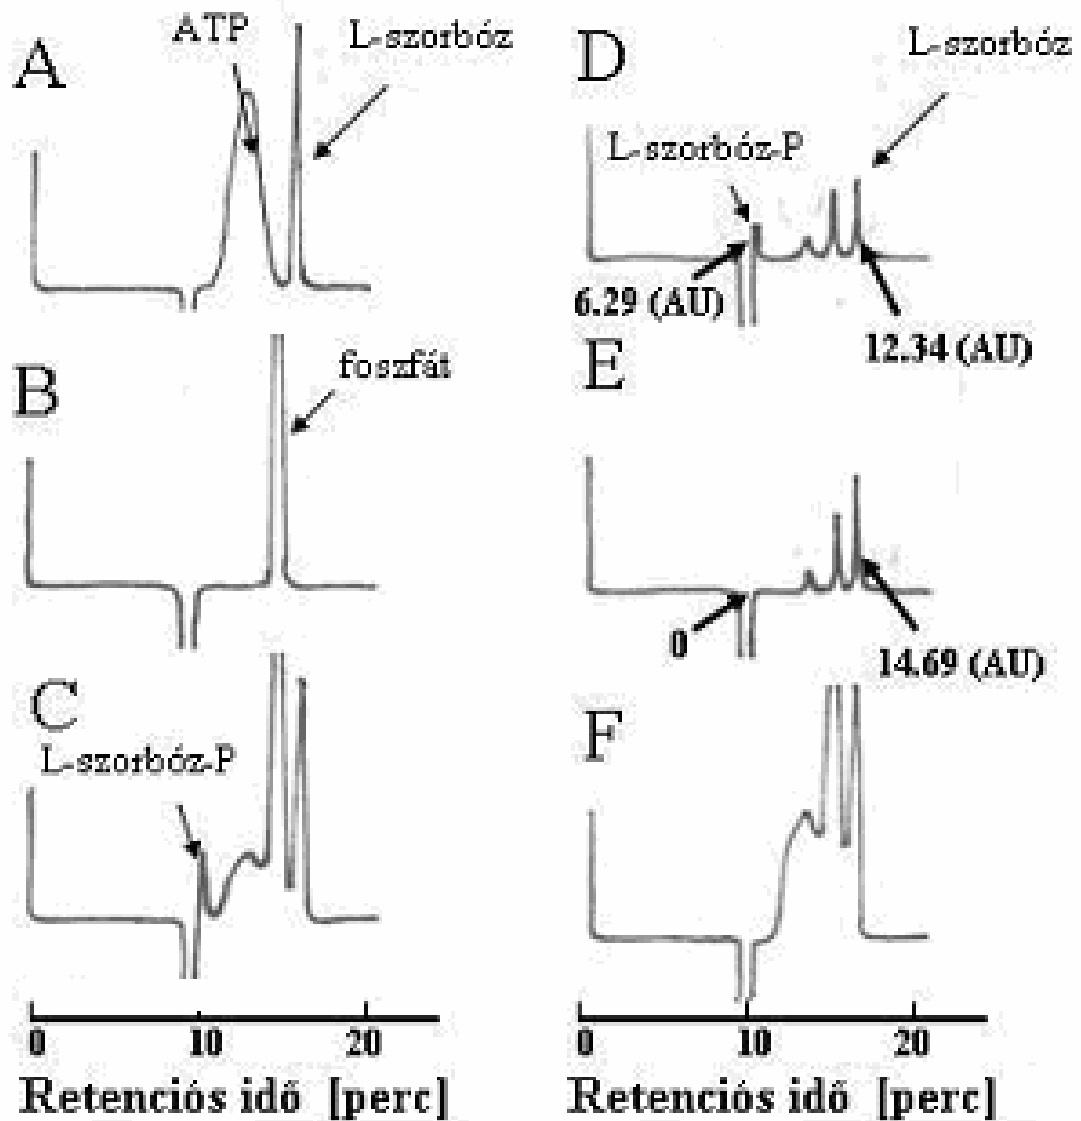 A
ATP
L-szorbóz
B
foszfát
C
L-szorbóz-P
0 10 20
Retenciós idő [perc]
D
L-szorbóz
L-szorbóz-P
6.29 (AU)
12.34 (AU)
E
0
14.69 (AU)
F
0 10 20
Retenciós idő [perc]